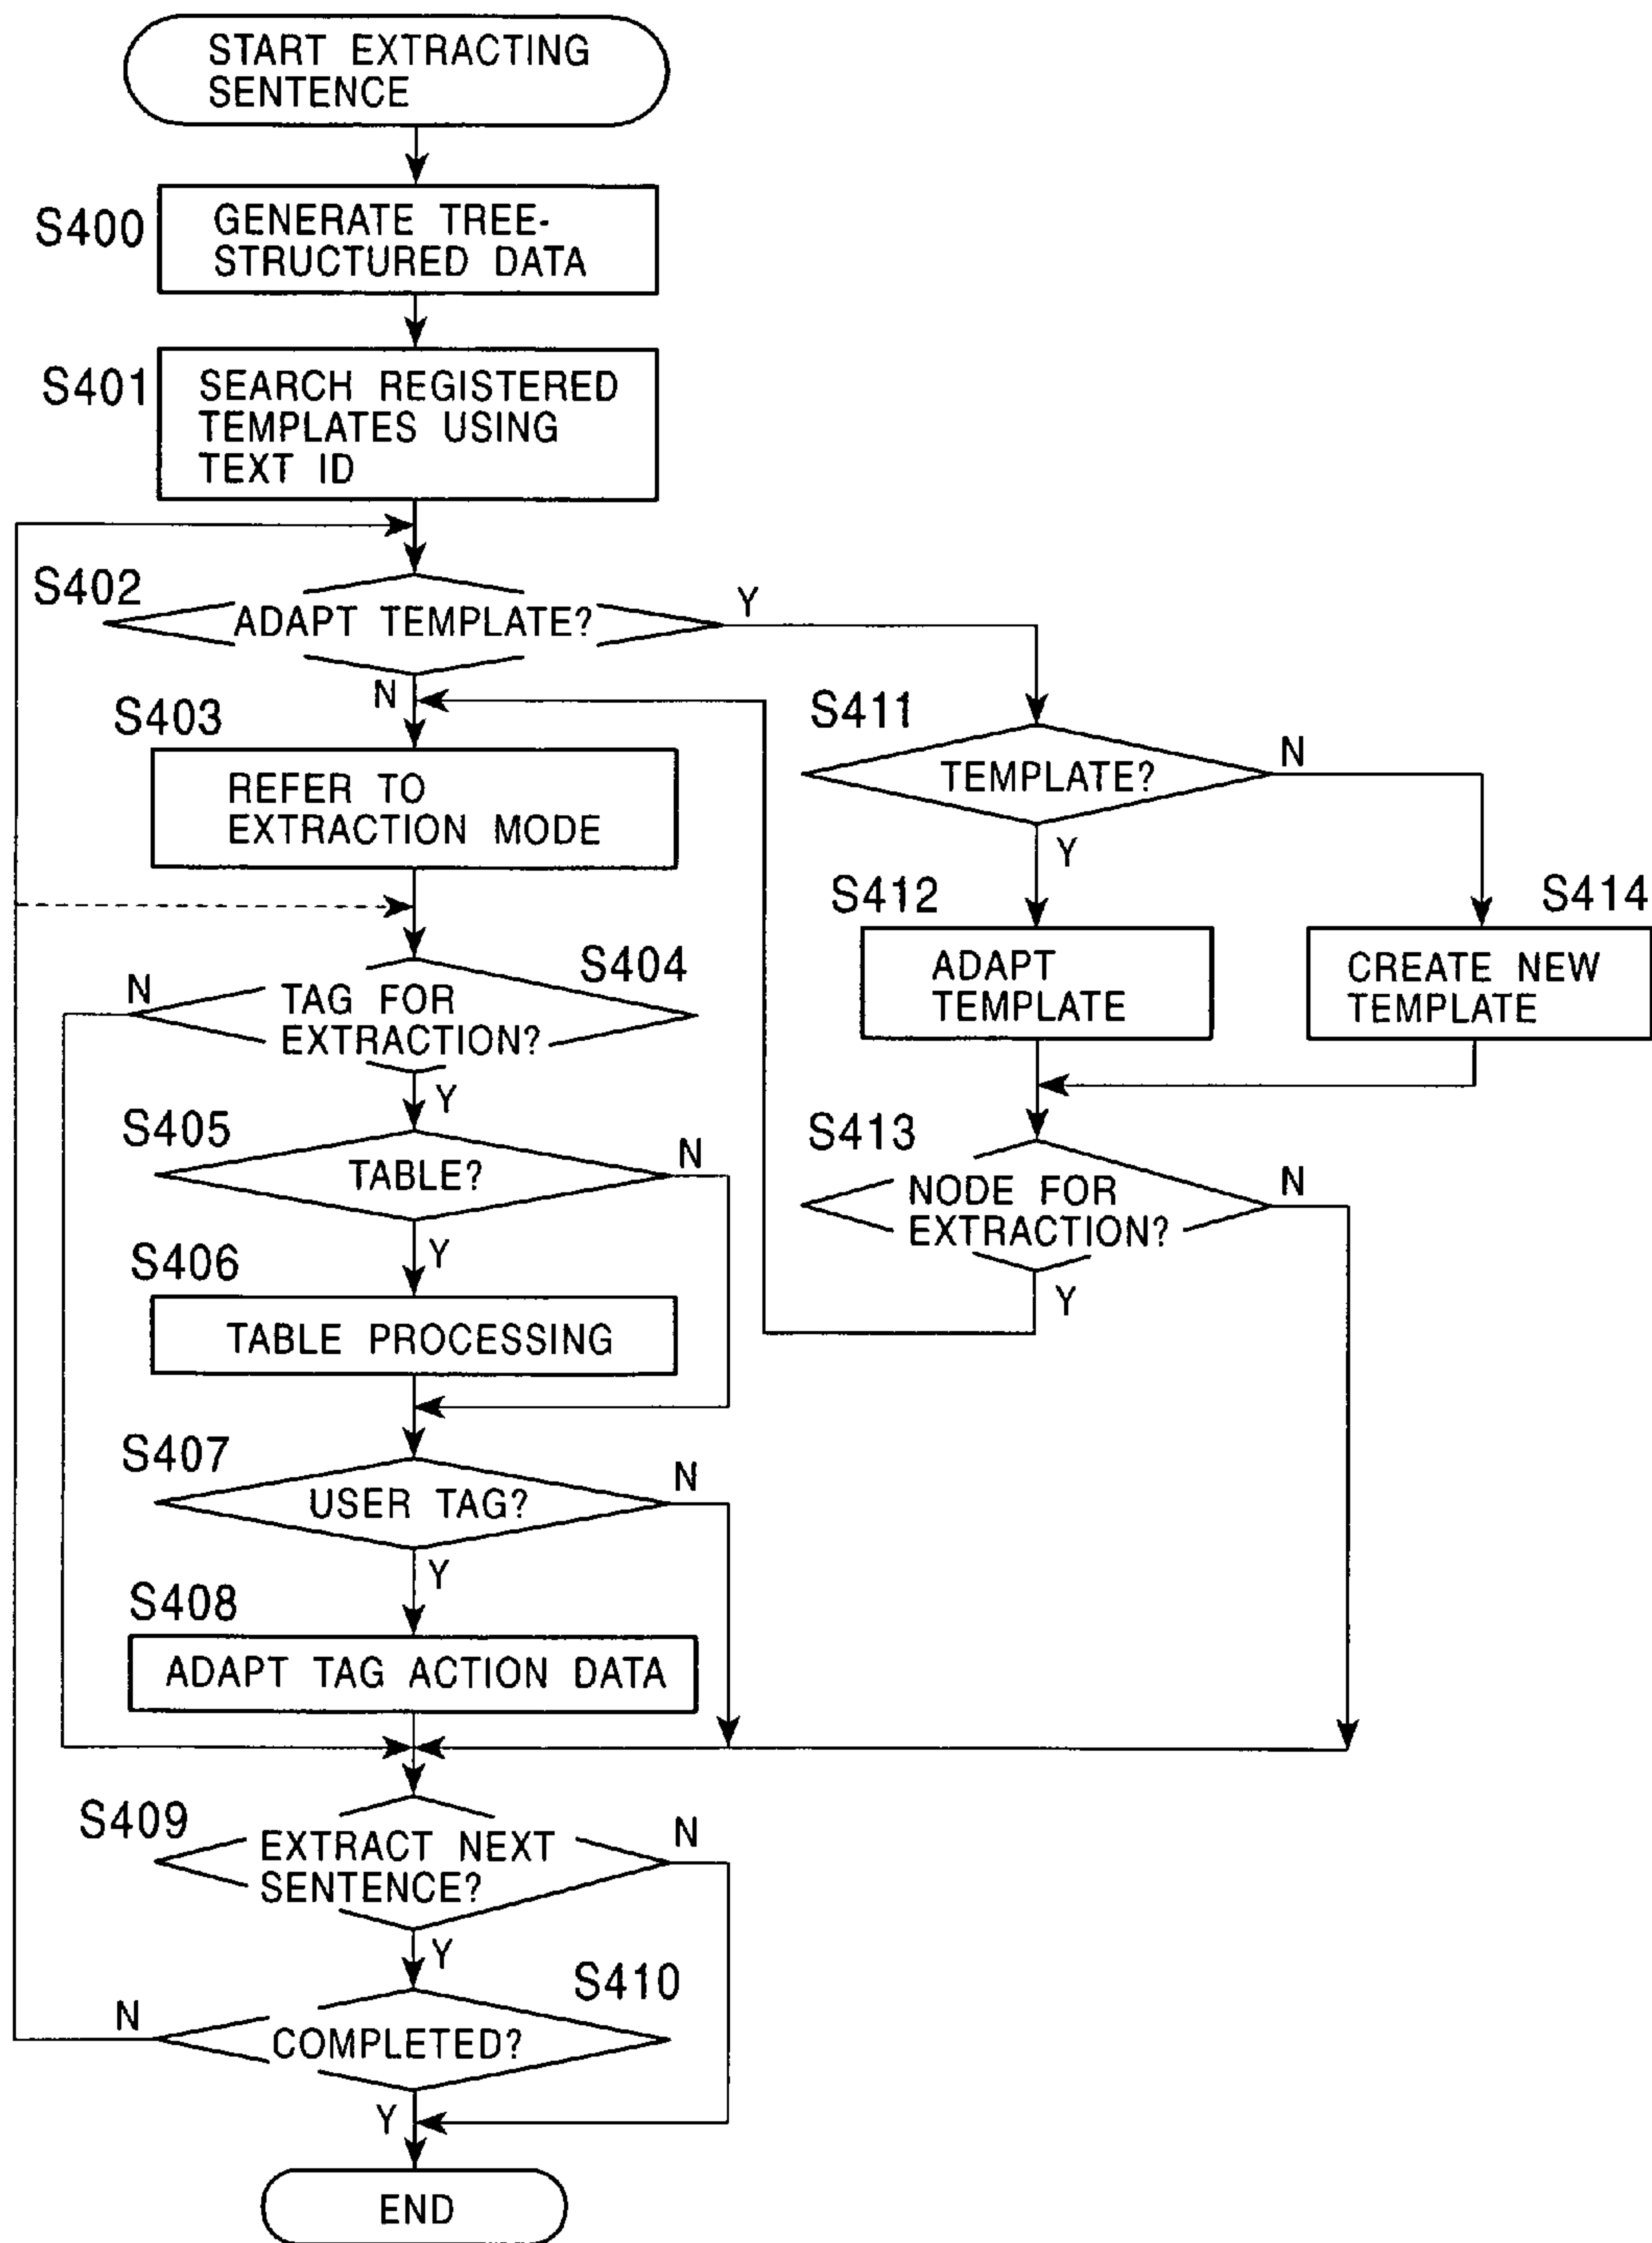 START EXTRACTING
SENTENCE
S400
GENERATE TREE-
STRUCTURED DATA
S401
SEARCH REGISTERED
TEMPLATES USING
TEXT ID
S402
ADAPT TEMPLATE?
Y
N
S403
REFER TO
EXTRACTION MODE
S411
TEMPLATE?
N
Y
S412
ADAPT
TEMPLATE
S414
CREATE NEW
TEMPLATE
S404
N
TAG FOR
EXTRACTION?
Y
S405
TABLE?
N
Y
S413
NODE FOR
EXTRACTION?
N
Y
S406
TABLE PROCESSING
S407
USER TAG?
N
Y
S408
ADAPT TAG ACTION DATA
S409
EXTRACT NEXT
SENTENCE?
N
Y
S410
N
COMPLETED?
Y
END